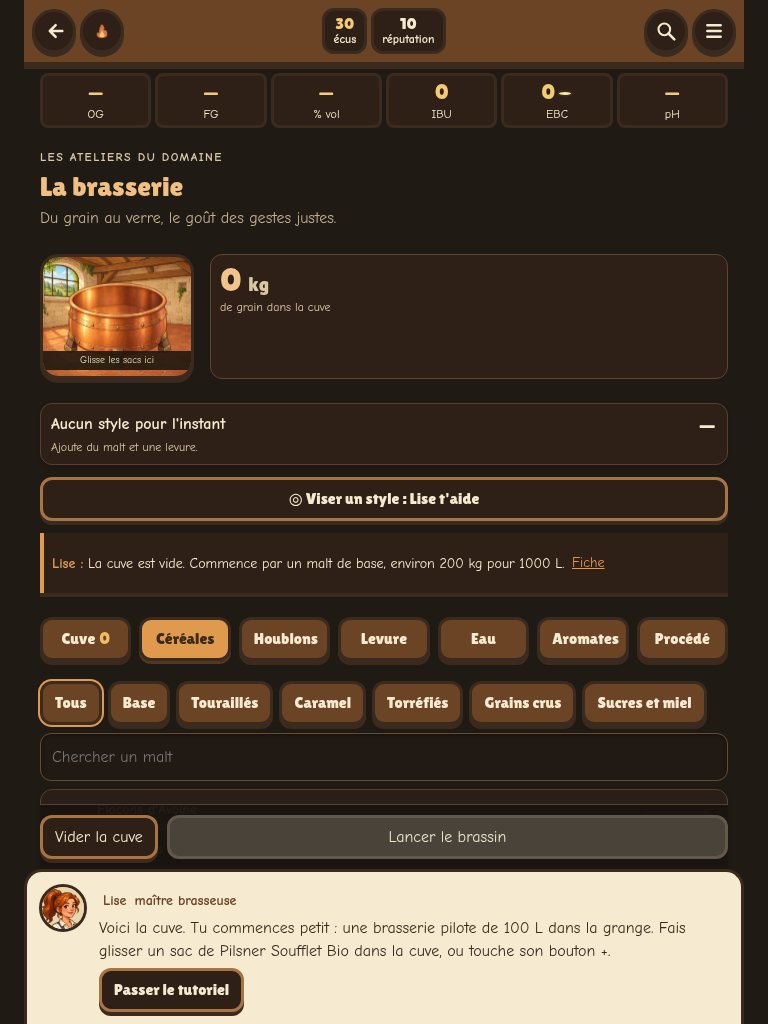 30
écus
10
réputation
—
OG
—
FG
—
% vol
0
IBU
0
EBC
—
pH
LES ATELIERS DU DOMAINE
La brasserie
Du grain au verre, le goût des gestes justes.
Glisse les sacs ici
0 kg
de grain dans la cuve
Aucun style pour l'instant
—
Ajoute du malt et une levure.
◎ Viser un style : Lise t'aide
Lise : La cuve est vide. Commence par un malt de base, environ 200 kg pour 1000 L. Fiche
Cuve 0
Céréales
Houblons
Levure
Eau
Aromates
Procédé
Tous
Base
Touraillés
Caramel
Torréfiés
Grains crus
Sucres et miel
Chercher un malt
Flocons d'Avoine
Vider la cuve
Lancer le brassin
Lise maître brasseuse
Voici la cuve. Tu commences petit : une brasserie pilote de 100 L dans la grange. Fais
glisser un sac de Pilsner Soufflet Bio dans la cuve, ou touche son bouton +.
Passer le tutoriel